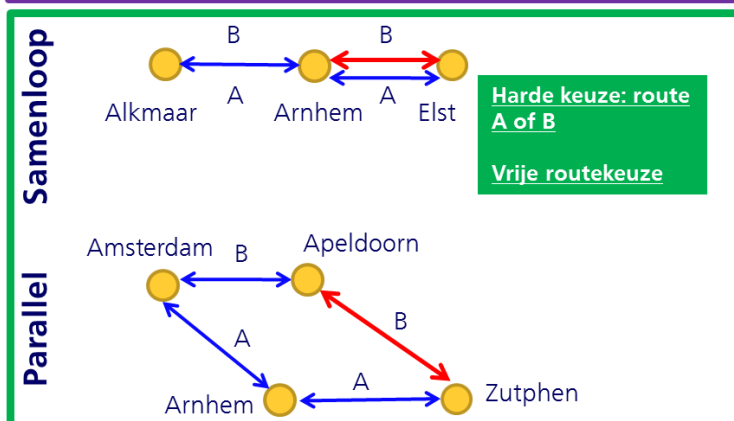 Samenloop
B
B
A
A
Alkmaar
Arnhem
Elst
Harde keuze: route
A of B
Vrije routekeuze
Parallel
Amsterdam
B
Apeldoorn
A
B
A
Arnhem
Zutphen